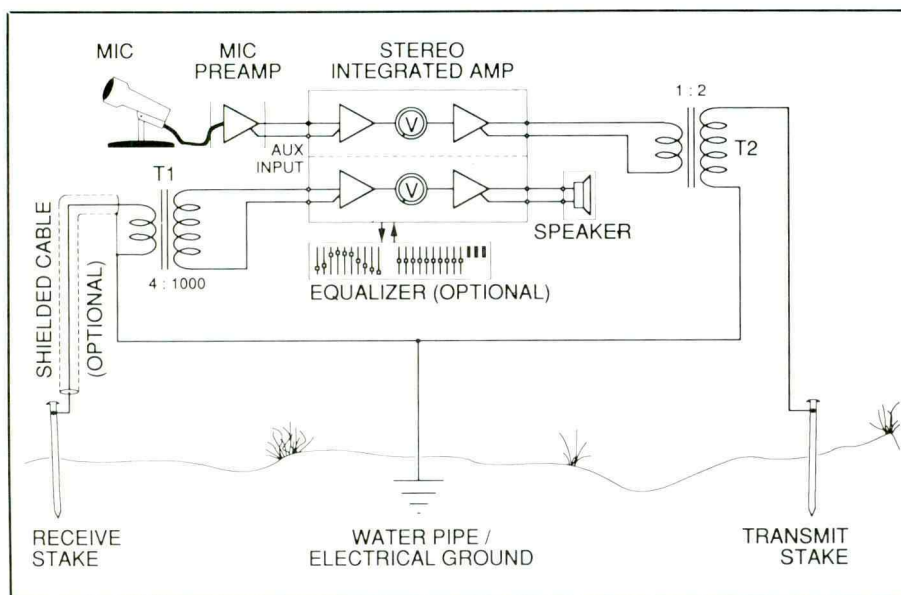 MIC
MIC
PREAMP
STEREO
INTEGRATED AMP
1 : 2
T2
AUX
INPUT
V
V
T1
4 : 1000
SPEAKER
EQUALIZER (OPTIONAL)
SHIELDED CABLE
(OPTIONAL)
RECEIVE
STAKE
WATER PIPE /
ELECTRICAL GROUND
TRANSMIT
STAKE